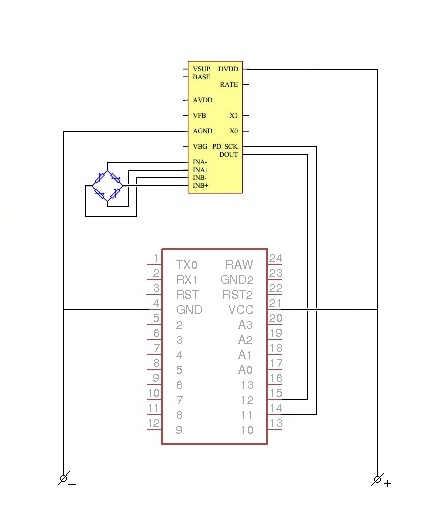 VSUP DVDD
BASE
RATE
AVDD
VFB X1
AGND X0
VBG PD_SCK
DOUT
INA-
INA+
INB-
INB+
1 TX0 RAW 24
2 RX1 GND2 23
3 RST RST2 22
4 GND VCC 21
5 2 A3 20
6 3 A2 19
7 4 A1 18
8 5 A0 17
9 6 13 16
10 7 12 15
11 8 11 14
12 9 10 13
- +